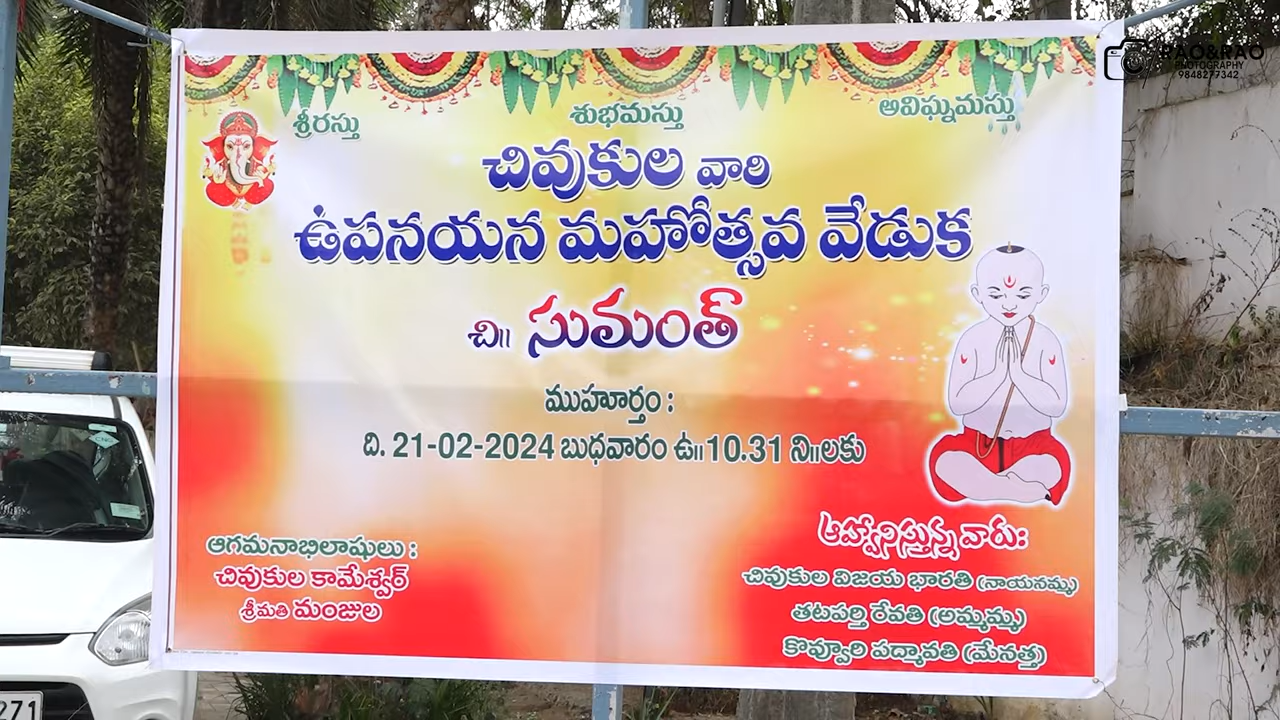 RAO&RAO
PHOTOGRAPHY
9848277342
శ్రీరస్తు శుభమస్తు అవిఘ్నమస్తు
చివుకుల వారి
ఉపనయన మహోత్సవ వేడుక
చి॥ సుమంత్
ముహూర్తం :
ది. 21-02-2024 బుధవారం ఉ॥10.31 ని॥లకు
ఆగమనాభిలాషులు :
చివుకుల కామేశ్వర్
శ్రీమతి మంజుల
ఆహ్వానిస్తున్న వారు:
చివుకుల విజయ భారతి (నాయనమ్మ)
తటపర్తి రేవతి (అమ్మమ్మ)
కొవ్వూరి పద్మావతి (మేనత్త)
271